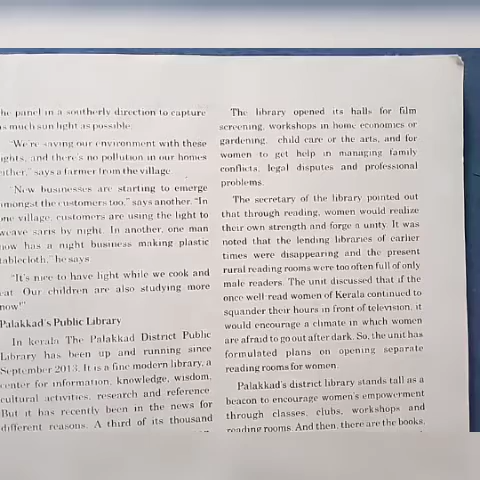 he panel in a southerly direction to capture
s much sun light as possible.
"We're saving our environment with these
ights, and there's no pollution in our homes
ither," says a farmer from the village.
"New businesses are starting to emerge
amongst the customers too," says another. "In
one village, customers are using the light to
weave saris by night. In another, one man
now has a night business making plastic
tablecloth," he says.
"It's nice to have light while we cook and
eat. Our children are also studying more
now!"
Palakkad's Public Library
In kerala The Palakkad District Public
Library has been up and running since
September 2013. It is a fine modern library, a
center for information, knowledge, wisdom,
cultural activities, research and reference.
But it has recently been in the news for
different reasons. A third of its thousand
The library opened its halls for film
screening, workshops in home economics or
gardening, child care or the arts, and for
women to get help in managing family
conflicts, legal disputes and professional
problems.
The secretary of the library pointed out
that through reading, women would realize
their own strength and forge a unity. It was
noted that the lending libraries of earlier
times were disappearing and the present
rural reading rooms were too often full of only
male readers. The unit discussed that if the
once well read women of Kerala continued to
squander their hours in front of television, it
would encourage a climate in which women
are afraid to go out after dark. So, the unit has
formulated plans on opening separate
reading rooms for women.
Palakkad's district library stands tall as a
beacon to encourage women's empowerment
through classes, clubs, workshops and
reading rooms. And then, there are the books,